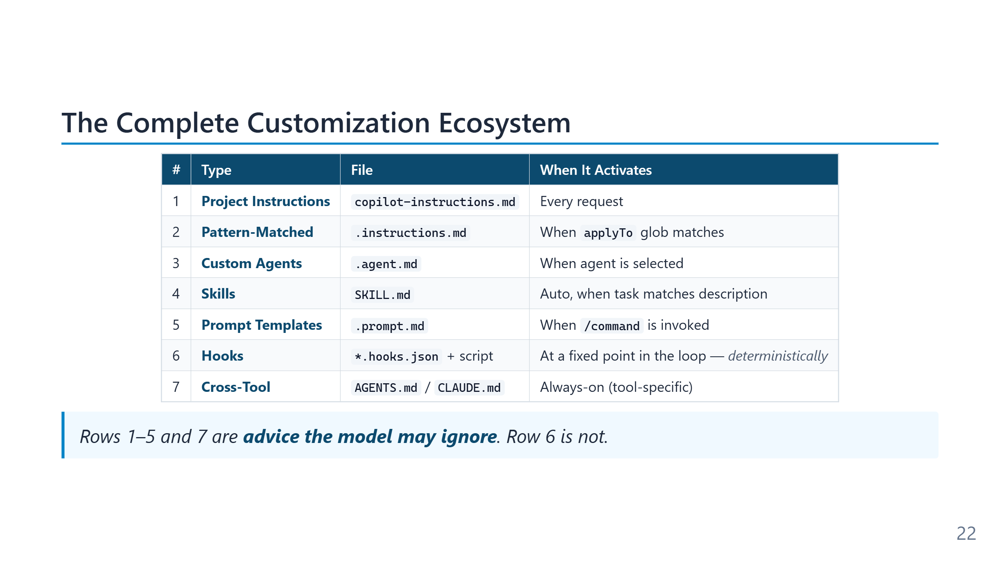 The Complete Customization Ecosystem
# Type File When It Activates
1 Project Instructions copilot-instructions.md Every request
2 Pattern-Matched .instructions.md When applyTo glob matches
3 Custom Agents .agent.md When agent is selected
4 Skills SKILL.md Auto, when task matches description
5 Prompt Templates .prompt.md When /command is invoked
6 Hooks *.hooks.json + script At a fixed point in the loop — deterministically
7 Cross-Tool AGENTS.md / CLAUDE.md Always-on (tool-specific)
Rows 1–5 and 7 are advice the model may ignore. Row 6 is not.
22